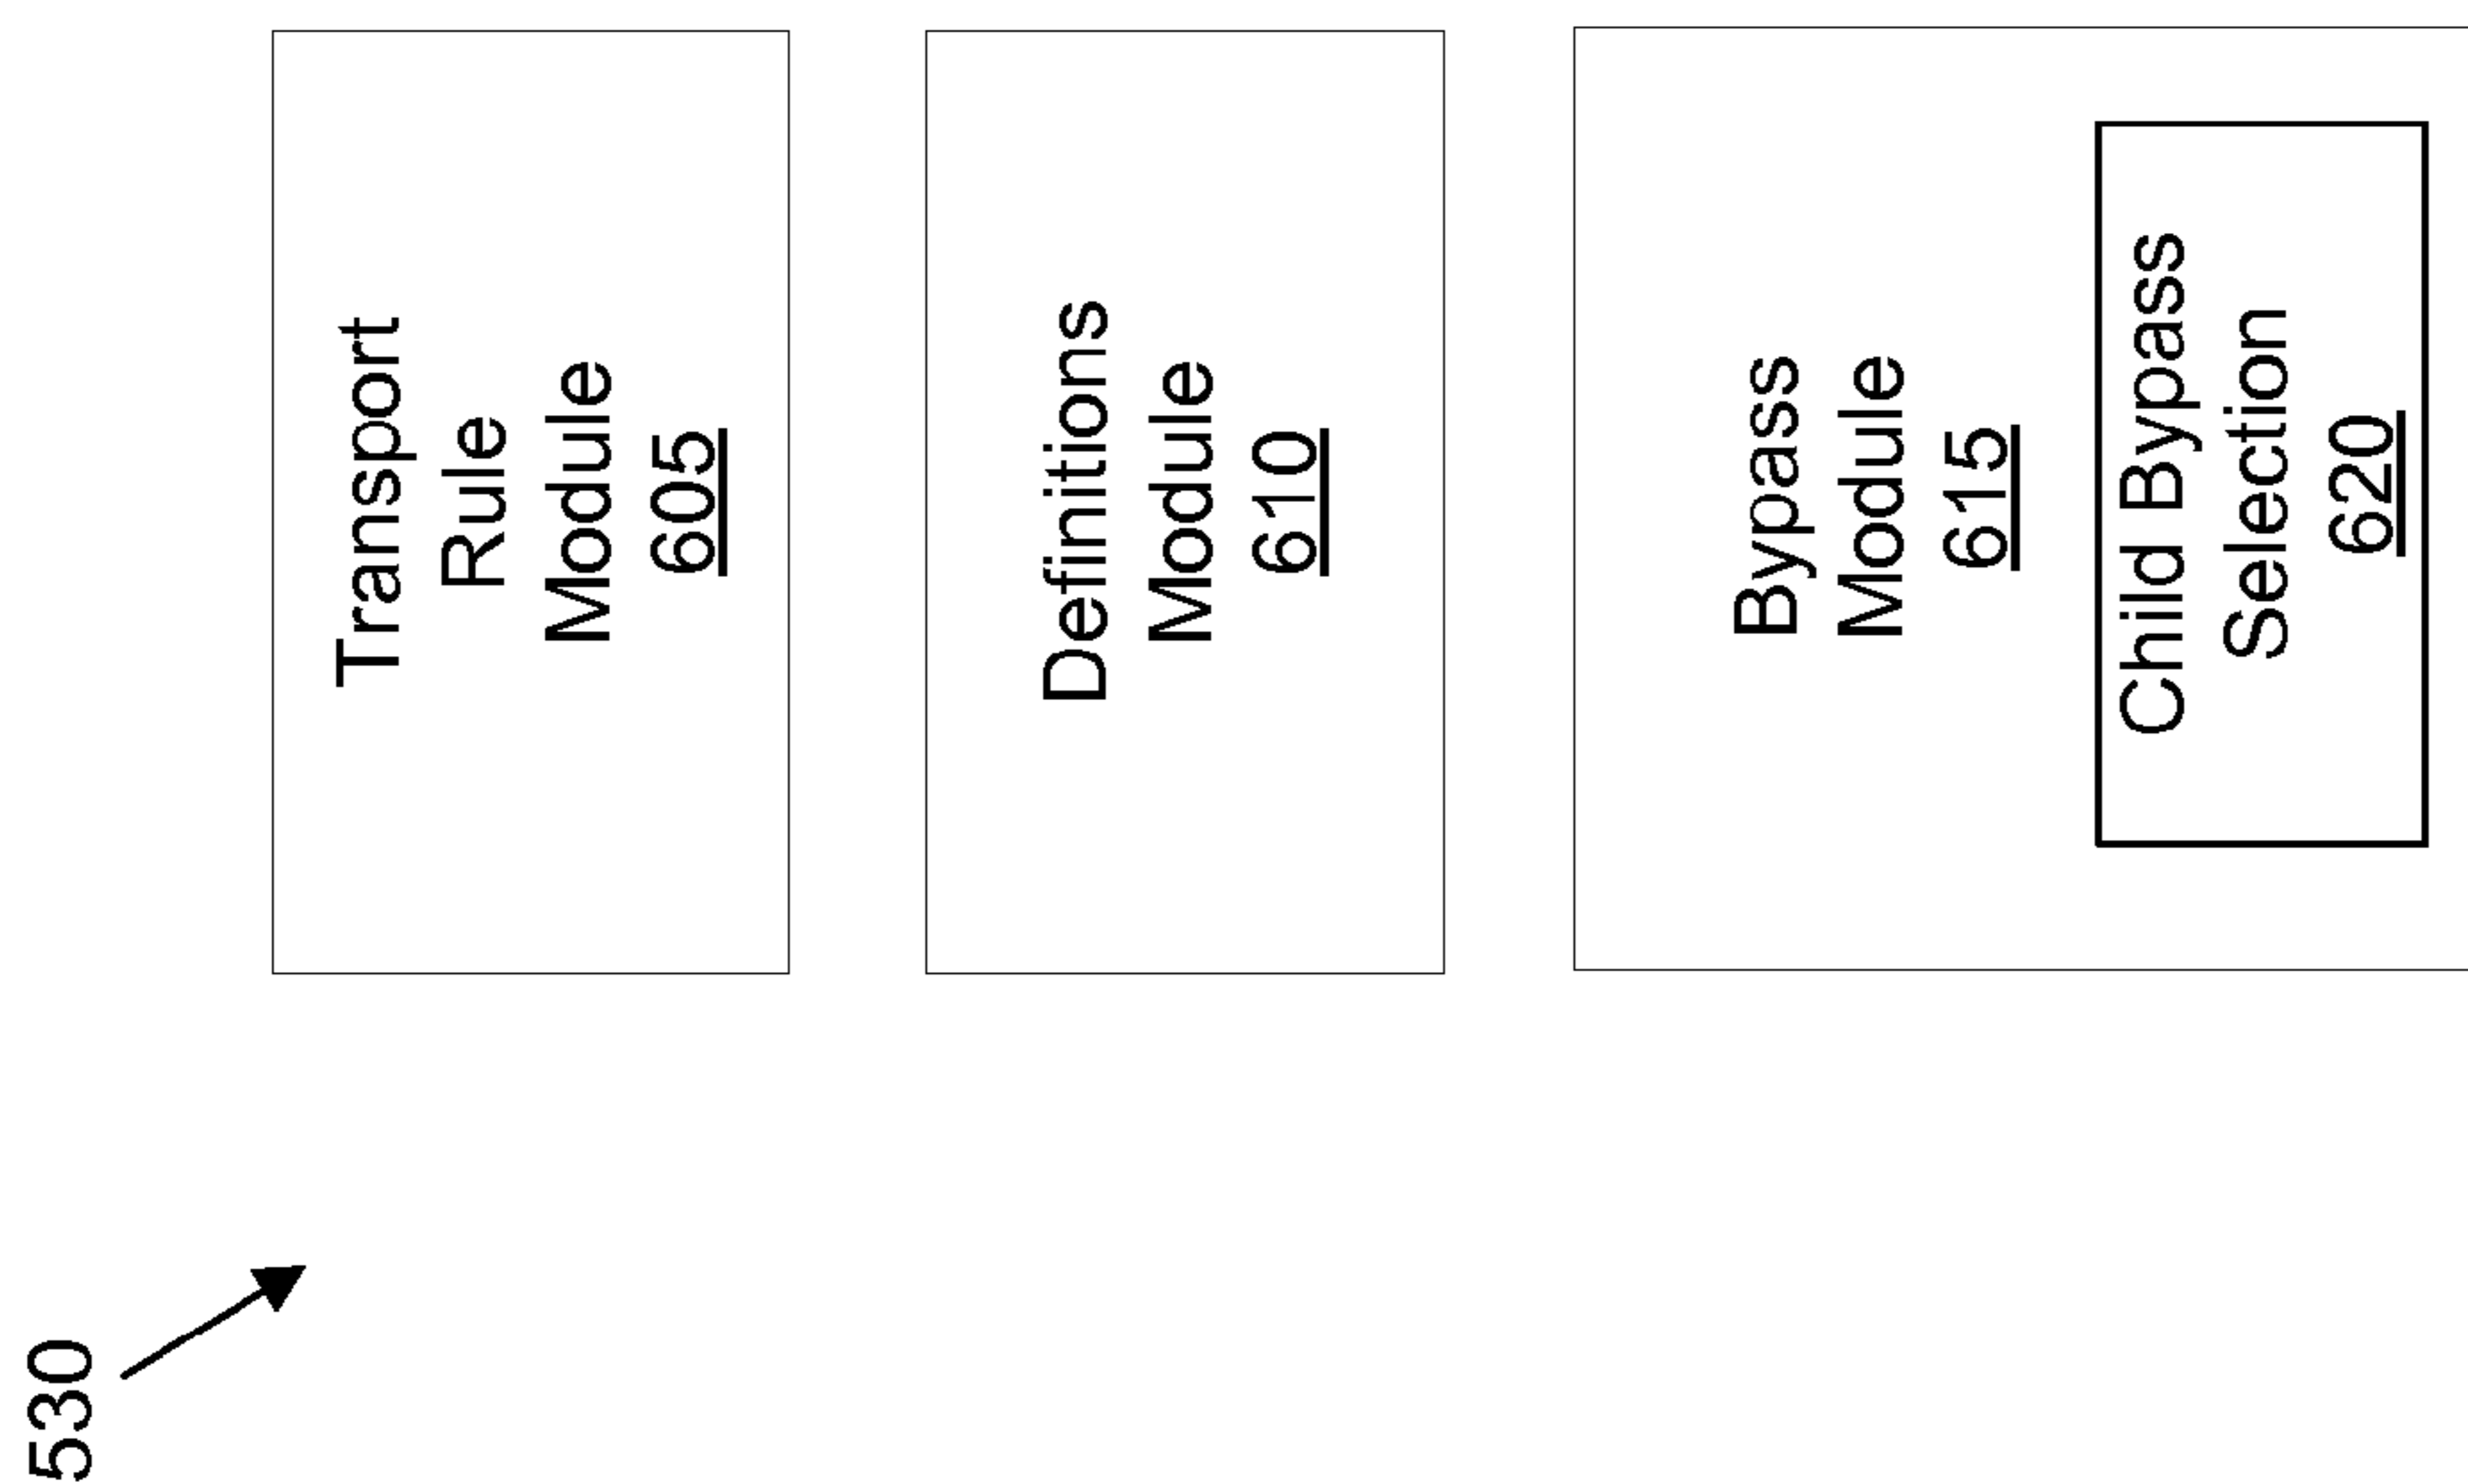 530
Transport
Rule
Module
605
Definitions
Module
610
Bypass
Module
615
Child Bypass
Selection
620